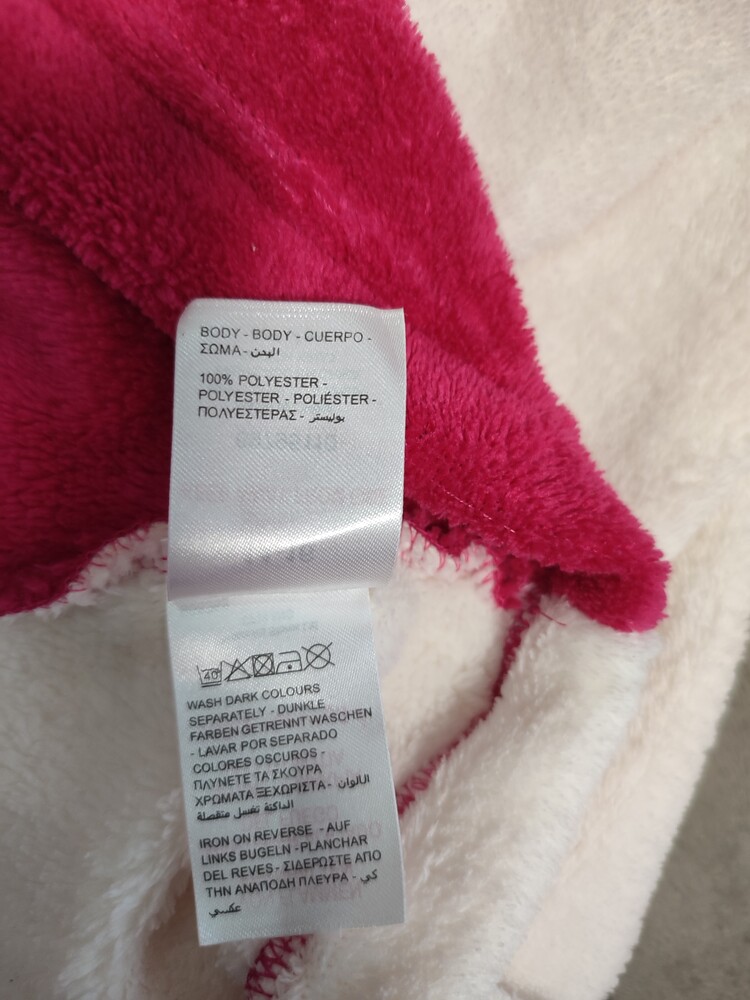 BODY - BODY - CUERPO -
ΣΩΜΑ - البدن
100% POLYESTER -
POLYESTER - POLIÉSTER -
ΠΟΛΥΕΣΤΕΡΑΣ - بوليستر
40
WASH DARK COLOURS
SEPARATELY - DUNKLE
FARBEN GETRENNT WASCHEN
- LAVAR POR SEPARADO
COLORES OSCUROS -
ΠΛΥΝΕΤΕ ΤΑ ΣΚΟΥΡΑ
ΧΡΩΜΑΤΑ ΞΕΧΩΡΙΣΤΑ - الألوان
الداكنة تغسل منفصلة
IRON ON REVERSE - AUF
LINKS BUGELN - PLANCHAR
DEL REVES - ΣΙΔΕΡΩΣΤΕ ΑΠΟ
ΤΗΝ ΑΝΑΠΟΔΗ ΠΛΕΥΡΑ - كي
عكسي